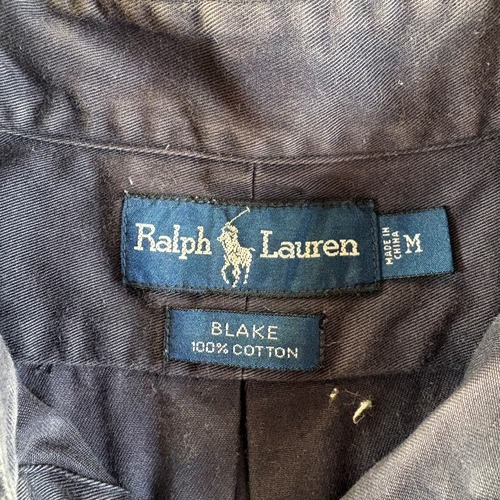 Ralph Lauren
MADE IN
CHINA
M
BLAKE
100% COTTON